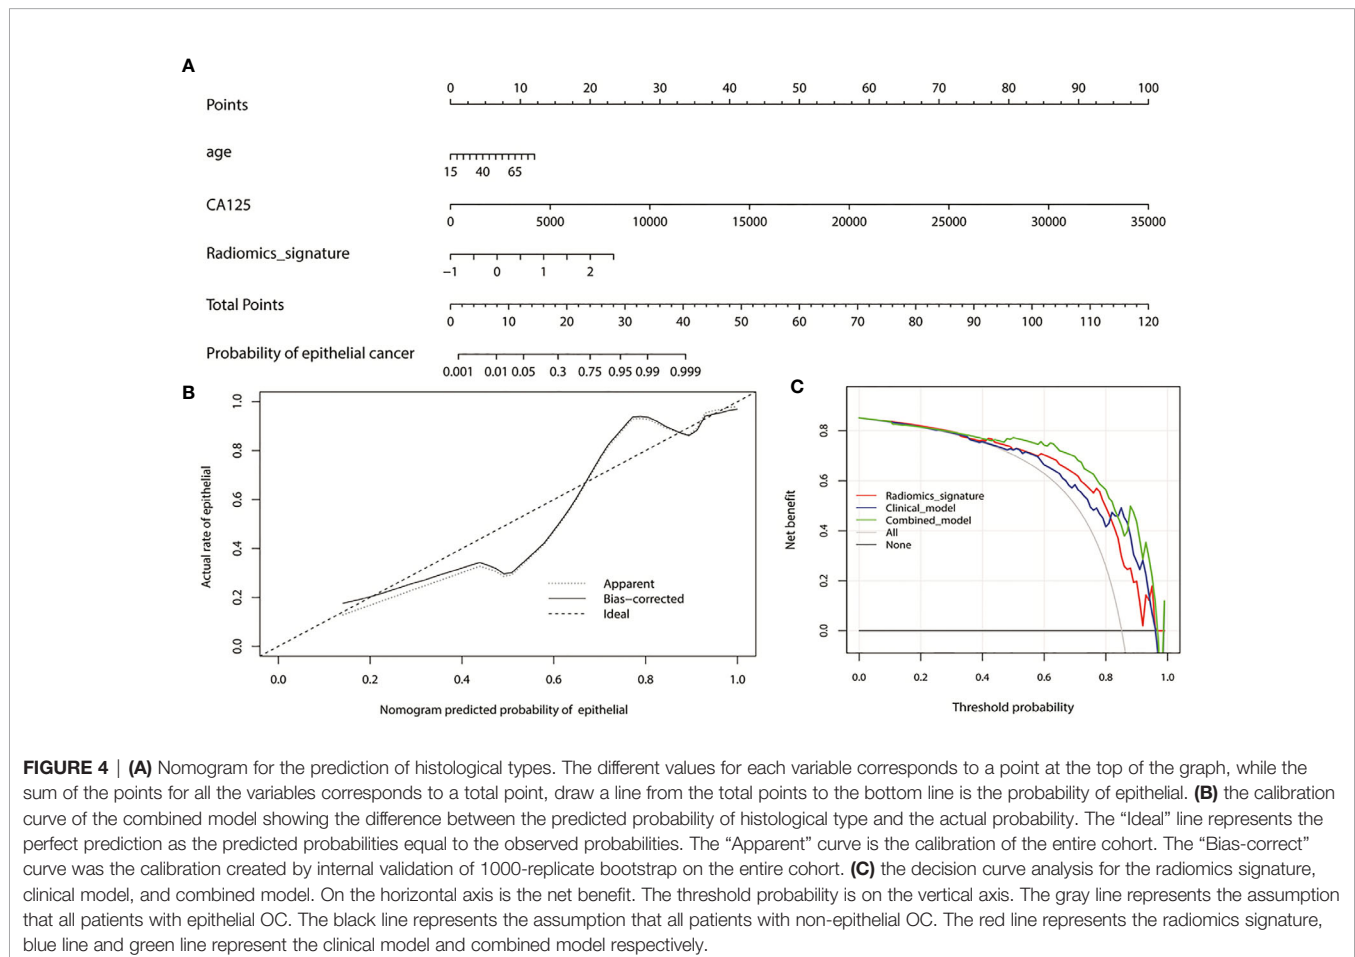 A
Points
0 10 20 30 40 50 60 70 80 90 100
age
15 40 65
CA125
0 5000 10000 15000 20000 25000 30000 35000
Radiomics_signature
−1 0 1 2
Total Points
0 10 20 30 40 50 60 70 80 90 100 110 120
Probability of epithelial cancer
0.001 0.01 0.05 0.3 0.75 0.95 0.99 0.999
B
Actual rate of epithelial
1.0
0.8
0.6
0.4
0.2
0.0
Apparent
Bias−corrected
Ideal
0.0 0.2 0.4 0.6 0.8 1.0
Nomogram predicted probability of epithelial
C
Net benefit
0.8
0.6
0.4
0.2
0.0
Radiomics_signature
Clinical_model
Combined_model
All
None
0.0 0.2 0.4 0.6 0.8 1.0
Threshold probability
FIGURE 4 | (A) Nomogram for the prediction of histological types. The different values for each variable corresponds to a point at the top of the graph, while the
sum of the points for all the variables corresponds to a total point, draw a line from the total points to the bottom line is the probability of epithelial. (B) the calibration
curve of the combined model showing the difference between the predicted probability of histological type and the actual probability. The “Ideal” line represents the
perfect prediction as the predicted probabilities equal to the observed probabilities. The “Apparent” curve is the calibration of the entire cohort. The “Bias-correct”
curve was the calibration created by internal validation of 1000-replicate bootstrap on the entire cohort. (C) the decision curve analysis for the radiomics signature,
clinical model, and combined model. On the horizontal axis is the net benefit. The threshold probability is on the vertical axis. The gray line represents the assumption
that all patients with epithelial OC. The black line represents the assumption that all patients with non-epithelial OC. The red line represents the radiomics signature,
blue line and green line represent the clinical model and combined model respectively.